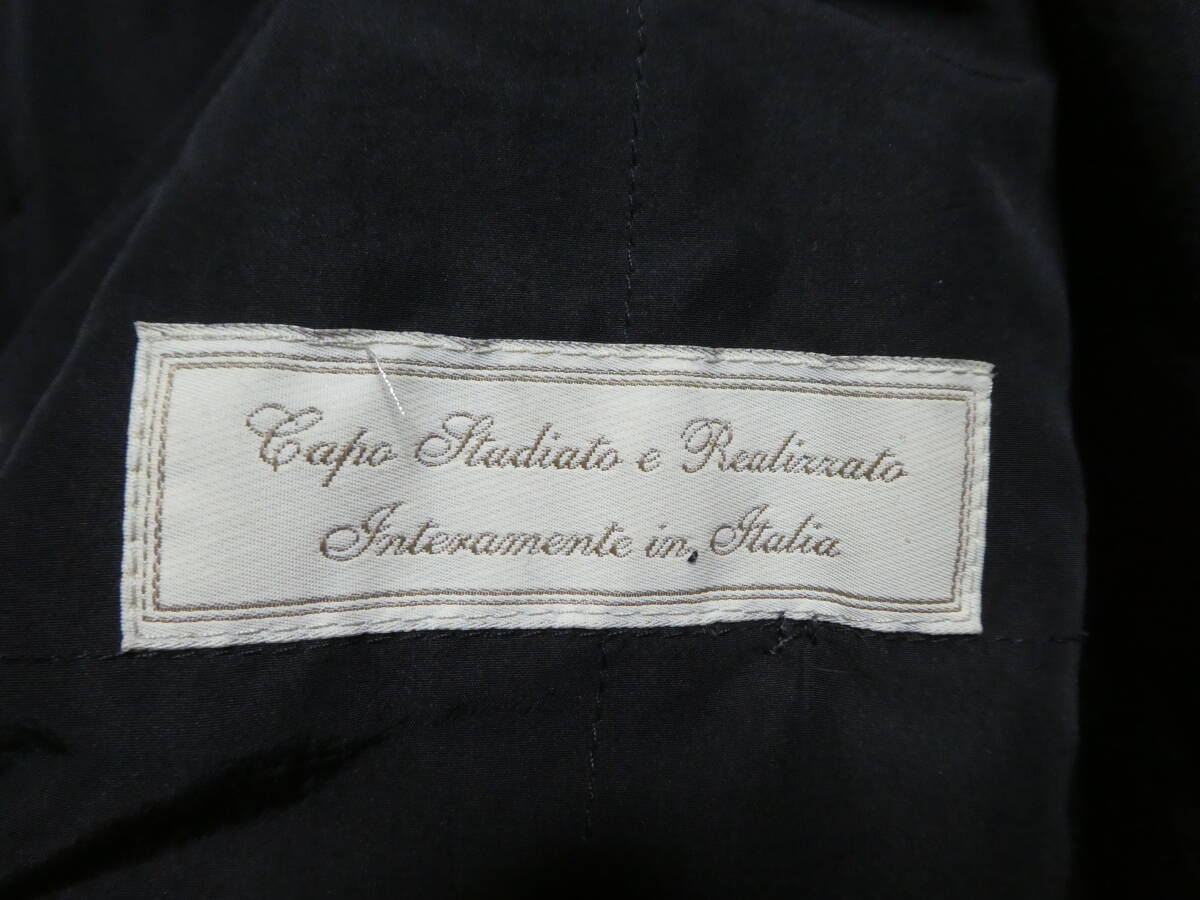 Capo Studiato e Realizzato
Interamente in Italia